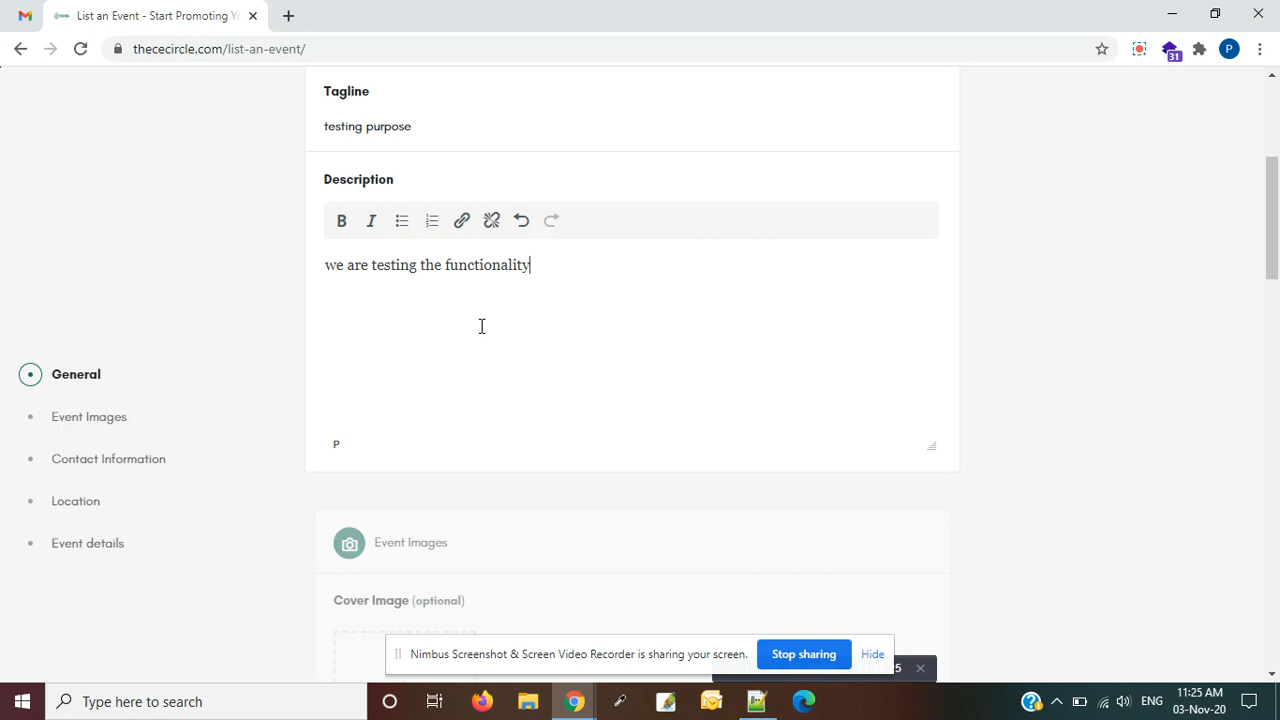 List an Event - Start Promoting Y
thececircle.com/list-an-event/
P
31
Tagline
testing purpose
Description
B I
we are testing the functionality
P
General
Event Images
Contact Information
Location
Event details
Event Images
Cover Image (optional)
Nimbus Screenshot & Screen Video Recorder is sharing your screen.
Stop sharing
Hide
5
Type here to search
ENG
11:25 AM
03-Nov-20